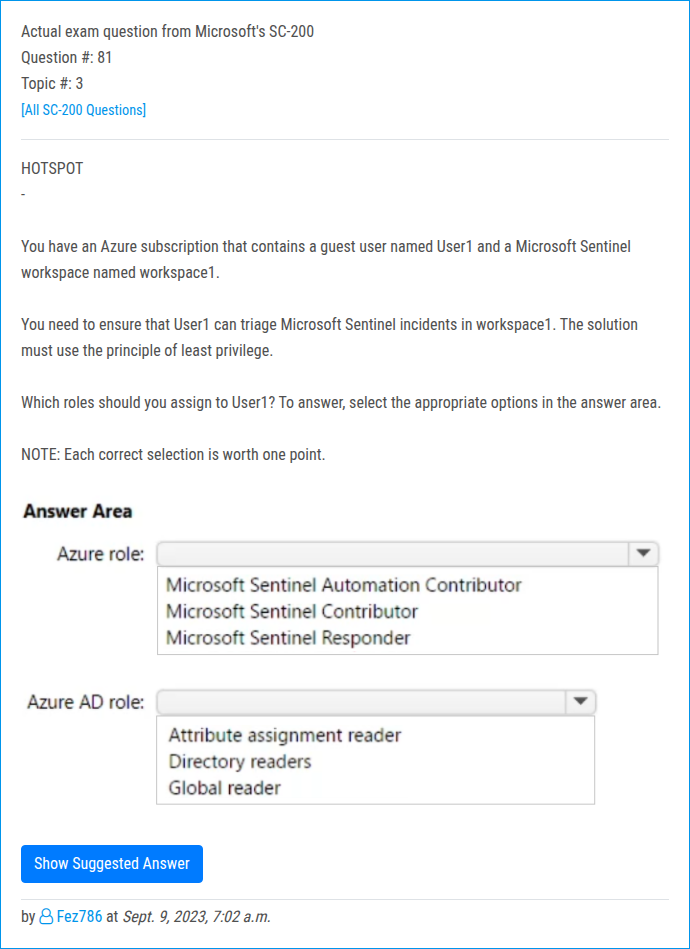 Actual exam question from Microsoft's SC-200
Question #: 81
Topic #: 3
[All SC-200 Questions]
HOTSPOT
-
You have an Azure subscription that contains a guest user named User1 and a Microsoft Sentinel
workspace named workspace1.
You need to ensure that User1 can triage Microsoft Sentinel incidents in workspace1. The solution
must use the principle of least privilege.
Which roles should you assign to User1? To answer, select the appropriate options in the answer area.
NOTE: Each correct selection is worth one point.
Answer Area
Azure role:
Microsoft Sentinel Automation Contributor
Microsoft Sentinel Contributor
Microsoft Sentinel Responder
Azure AD role:
Attribute assignment reader
Directory readers
Global reader
Show Suggested Answer
by Fez786 at Sept. 9, 2023, 7:02 a.m.